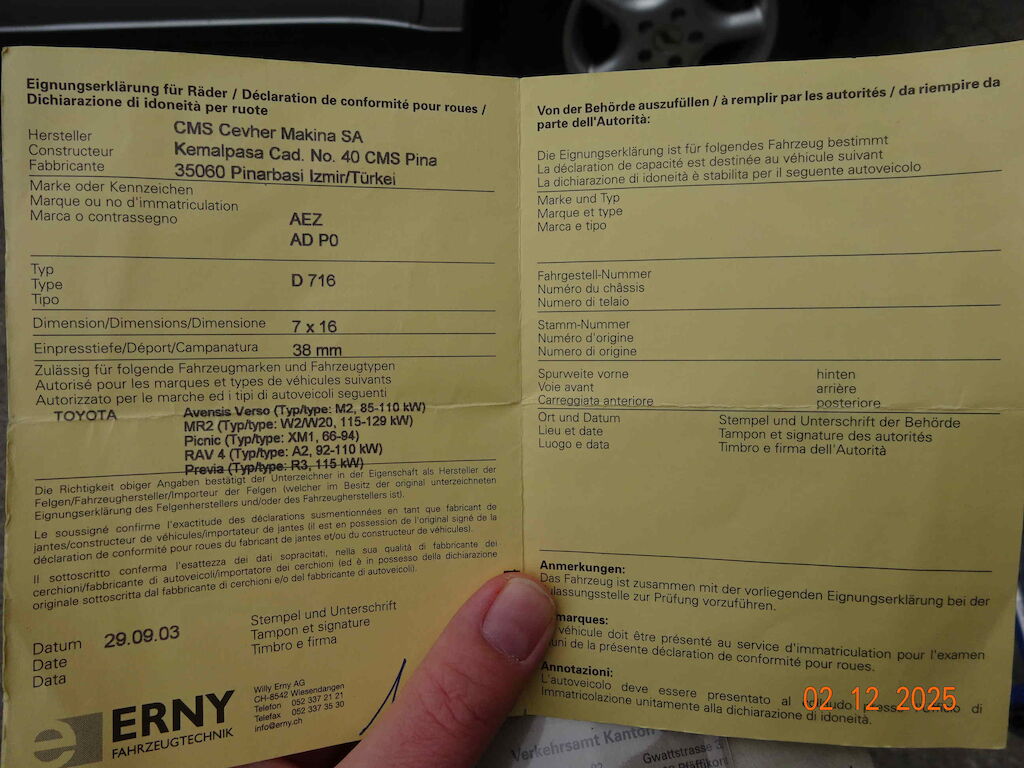 Eignungserklärung für Räder / Déclaration de conformité pour roues /
Dichiarazione di idoneità per ruote
Hersteller
Constructeur
Fabbricante
CMS Cevher Makina SA
Kemalpasa Cad. No. 40 CMS Pina
35060 Pinarbasi Izmir/Türkei
Marke oder Kennzeichen
Marque ou no d'immatriculation
Marca o contrassegno
AEZ
AD P0
Typ
Type
Tipo
D 716
Dimension/Dimensions/Dimensione 7 x 16
Einpresstiefe/Déport/Campanatura 38 mm
Zulässig für folgende Fahrzeugmarken und Fahrzeugtypen
Autorisé pour les marques et types de véhicules suivants
Autorizzato per le marche ed i tipi di autoveicoli seguenti
TOYOTA Avensis Verso (Typ/type: M2, 85-110 kW)
MR2 (Typ/type: W2/W20, 115-129 kW)
Picnic (Typ/type: XM1, 66-94)
RAV 4 (Typ/type: A2, 92-110 kW)
Previa (Typ/type: R3, 115 kW)
Die Richtigkeit obiger Angaben bestätigt der Unterzeichner in der Eigenschaft als Hersteller der
Felgen/Fahrzeughersteller/Importeur der Felgen (welcher im Besitz der original unterzeichneten
Eignungserklärung des Felgenherstellers und/oder des Fahrzeugherstellers ist).
Le soussigné confirme l'exactitude des déclarations susmentionnées en tant que fabricant de
jantes/constructeur de véhicules/importateur de jantes (il est en possession de l'original signé de la
déclaration de conformité pour roues du fabricant de jantes et/ou du constructeur de véhicules).
Il sottoscritto conferma l'esattezza dei dati sopracitati, nella sua qualità di fabbricante dei
cerchioni/fabbricante di autoveicoli/importatore dei cerchioni (ed è in possesso della dichiarazione
originale sottoscritta dal fabbricante di cerchioni e/o del fabbricante di autoveicoli).
Datum
Date
Data
29.09.03
Stempel und Unterschrift
Tampon et signature
Timbro e firma
e ERNY
FAHRZEUGTECHNIK
Willy Erny AG
CH-8542 Wiesendangen
Telefon 052 337 21 21
Telefax 052 337 35 30
info@erny.ch
Von der Behörde auszufüllen / à remplir par les autorités / da riempire da
parte dell'Autorità:
Die Eignungserklärung ist für folgendes Fahrzeug bestimmt
La déclaration de capacité est destinée au véhicule suivant
La dichiarazione di idoneità è stabilita per il seguente autoveicolo
Marke und Typ
Marque et type
Marca e tipo
Fahrgestell-Nummer
Numéro du châssis
Numero di telaio
Stamm-Nummer
Numéro d'origine
Numero di origine
Spurweite vorne hinten
Voie avant arrière
Carreggiata anteriore posteriore
Ort und Datum
Lieu et date
Luogo e data
Stempel und Unterschrift der Behörde
Tampon et signature des autorités
Timbro e firma dell'Autorità
Anmerkungen:
Das Fahrzeug ist zusammen mit der vorliegenden Eignungserklärung bei der
ulassungsstelle zur Prüfung vorzuführen.
marques:
véhicule doit être présenté au service d'immatriculation pour l'examen
muni de la présente déclaration de conformité pour roues.
Annotazioni:
L'autoveicolo deve essere presentato al di
Immatricolazione unitamente alla dichiarazione di idoneità.
02 12 2025
Verkehrsamt Kanton
Gwattstrasse 3
Pfäffikon